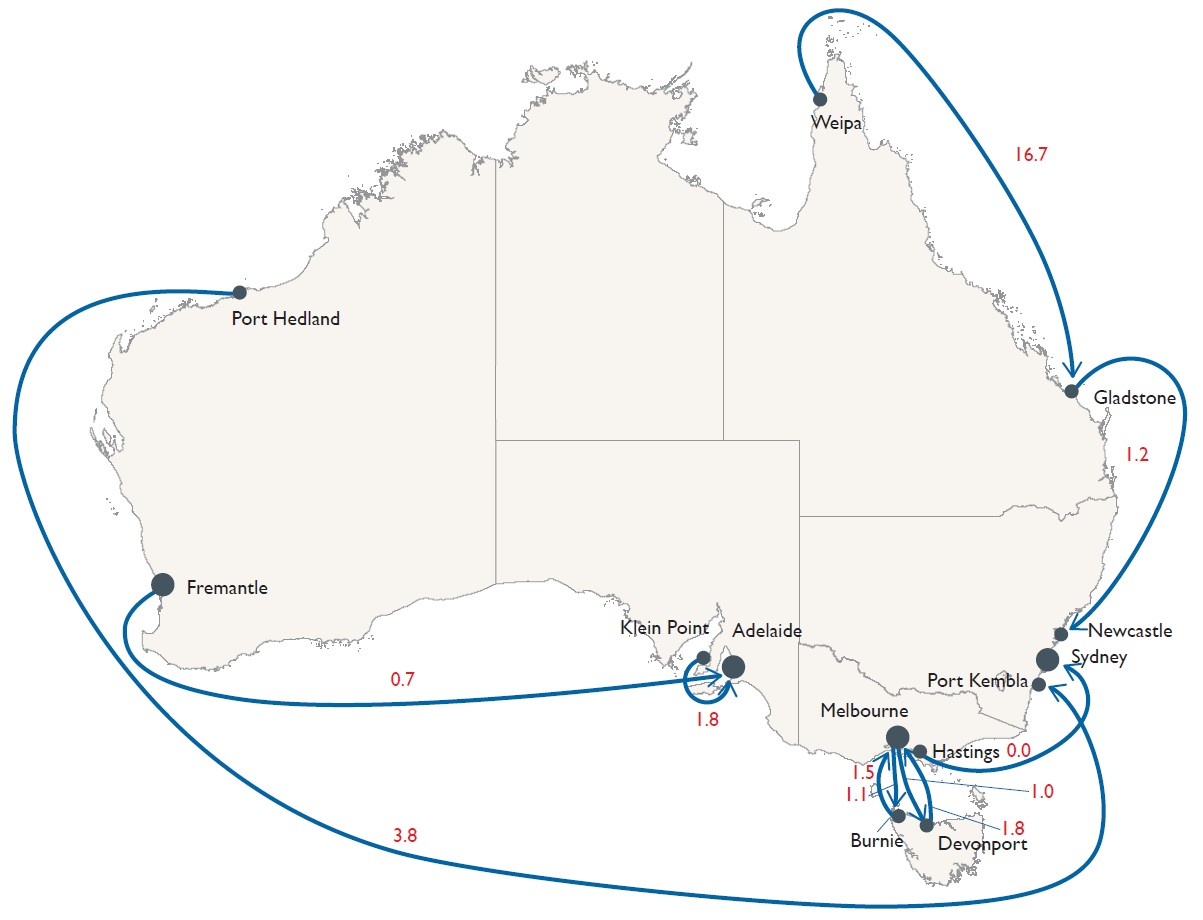 Weipa
16.7
Port Hedland
Gladstone
1.2
Fremantle
Klein Point
Adelaide
Newcastle
Sydney
Port Kembla
0.7
1.8
Melbourne
Hastings
0.0
1.5
1.1
1.0
1.8
3.8
Burnie
Devonport